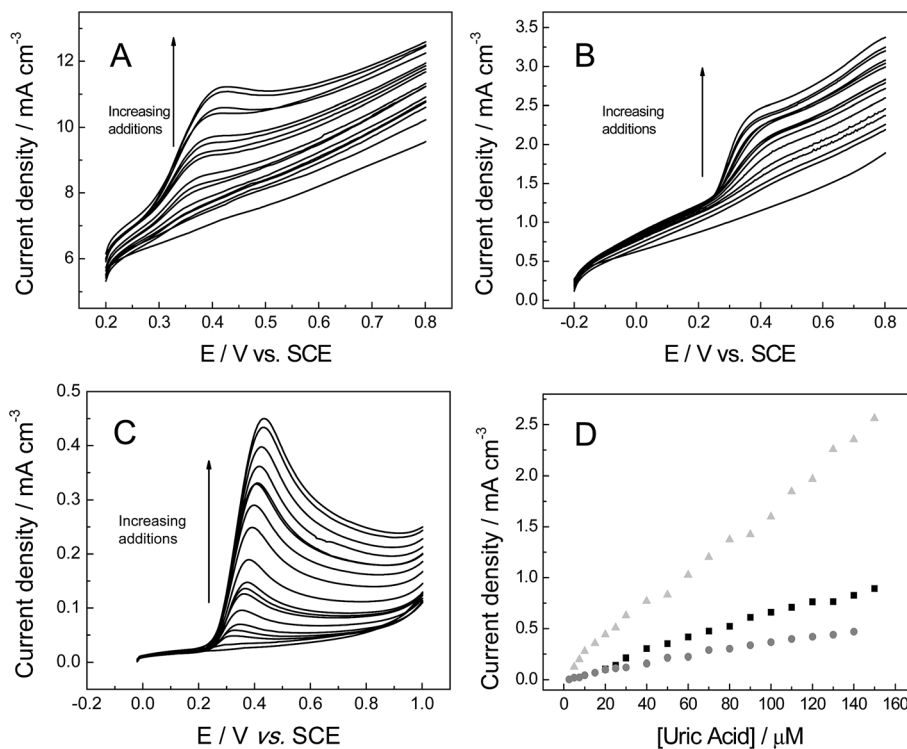 A
Increasing
additions
Current density / mA cm-3
12
10
8
6
0.2 0.3 0.4 0.5 0.6 0.7 0.8
E / V vs. SCE
B
Increasing
additions
Current density / mA cm-3
3.5
3.0
2.5
2.0
1.5
1.0
0.5
0.0
-0.2 0.0 0.2 0.4 0.6 0.8
E / V vs. SCE
C
Increasing
additions
Current density / mA cm-3
0.5
0.4
0.3
0.2
0.1
0.0
-0.2 0.0 0.2 0.4 0.6 0.8 1.0
E / V vs. SCE
D
Current density / mA cm-3
2.5
2.0
1.5
1.0
0.5
0.0
0 20 40 60 80 100 120 140 160
[Uric Acid] / μM